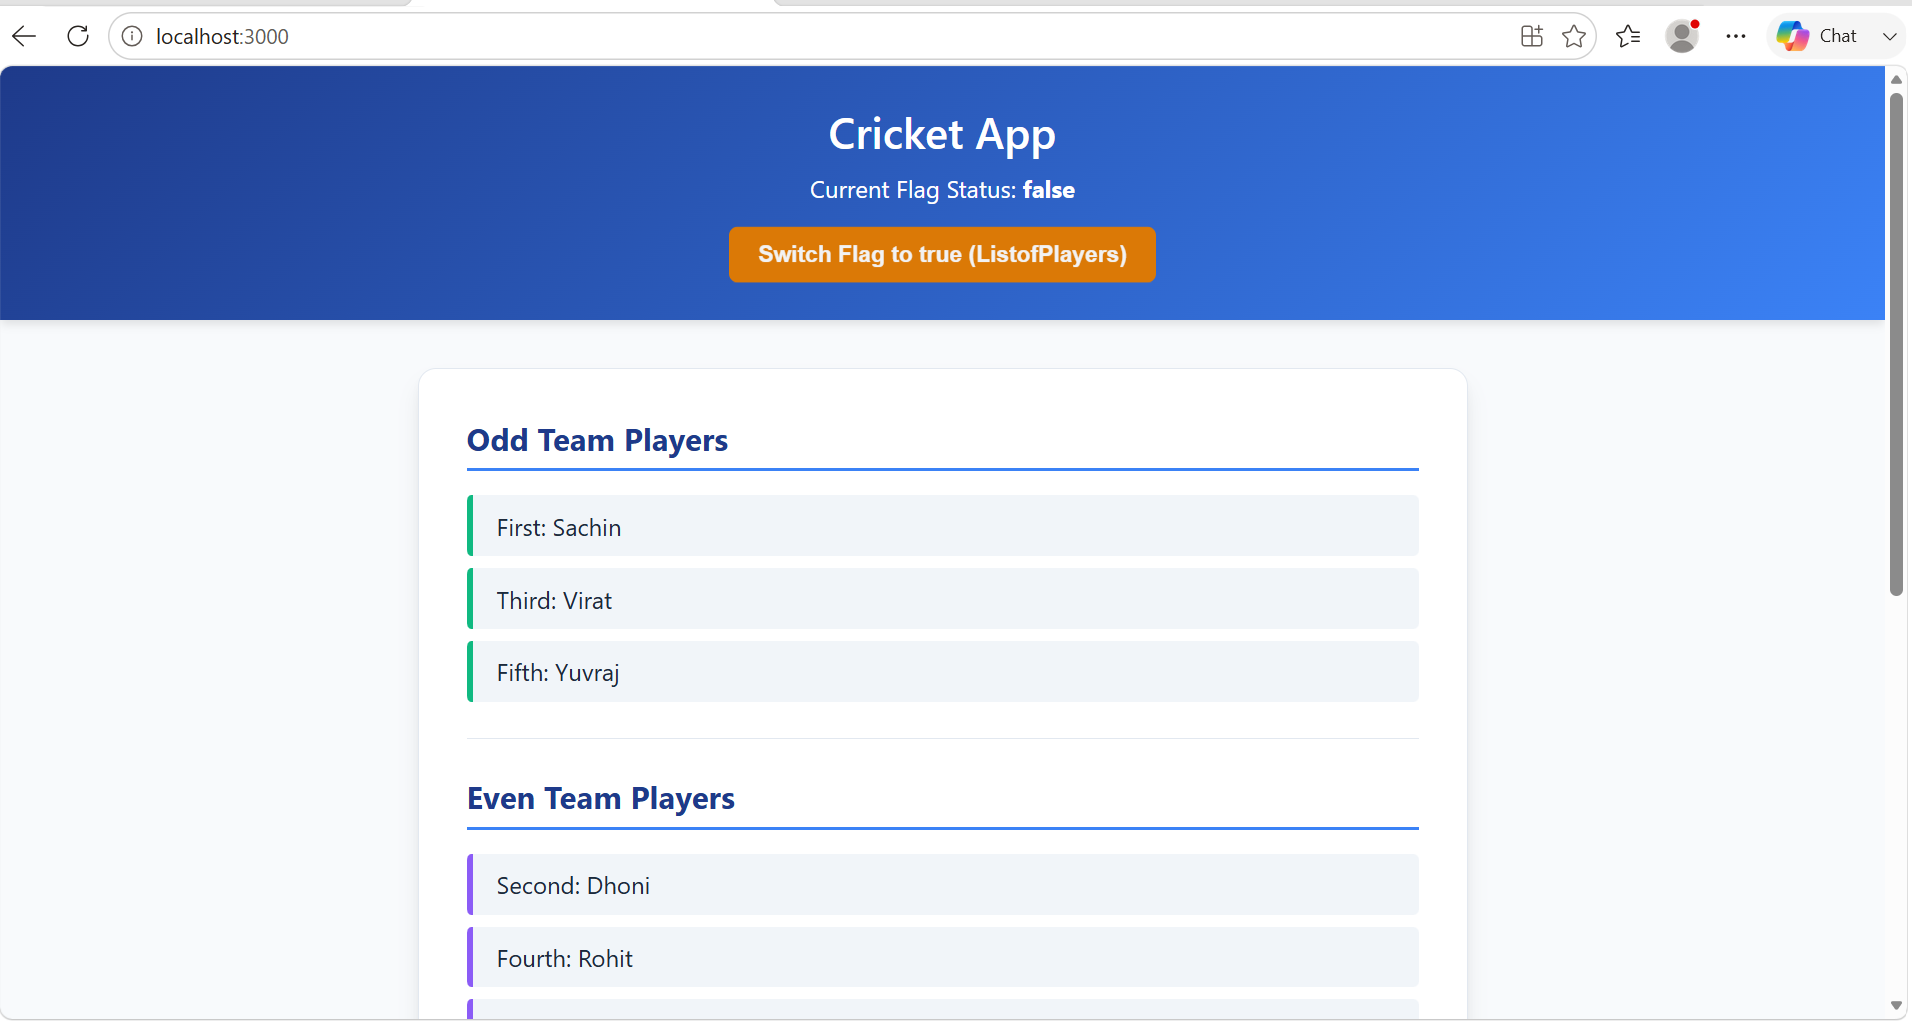 localhost:3000
Chat
Cricket App
Current Flag Status: false
Switch Flag to true (ListofPlayers)
Odd Team Players
First: Sachin
Third: Virat
Fifth: Yuvraj
Even Team Players
Second: Dhoni
Fourth: Rohit